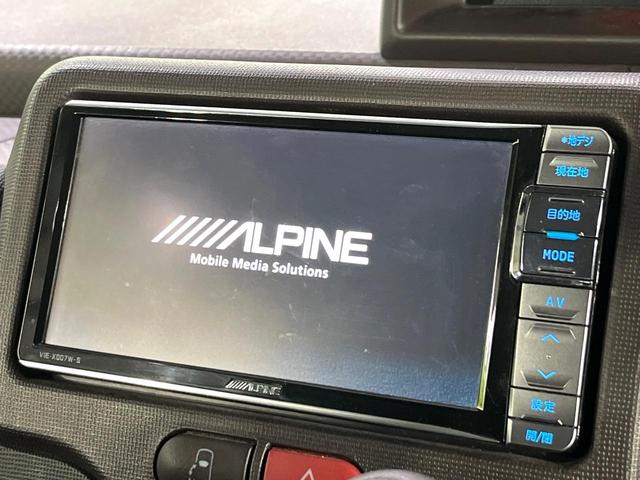 ALPINE
Mobile Media Solutions
VIE-X007W-S
ALPINE
*地デジ
現在地
目的地
MODE
AV
設定
開/閉